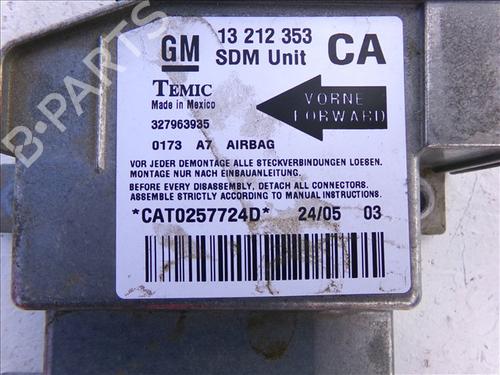 GM 13 212 353 CA
SDM Unit
TEMIC
Made in Mexico
VORNE
FORWARD
327963935
0173 A7 AIRBAG
VOR JEDER DEMONTAGE ALLE STECKVERBINDUNGEN LOESEN.
MONTAGE NUR NACH EINBAUANLEITUNG.
BEFORE EVERY DISASSEMBLY, DETACH ALL CONNECTORS.
ASSEMBLE STRICTLY ACCORDING TO MANUAL INSTRUCTIONS.
*CAT0257724D* 24/05 03
B-PARTS